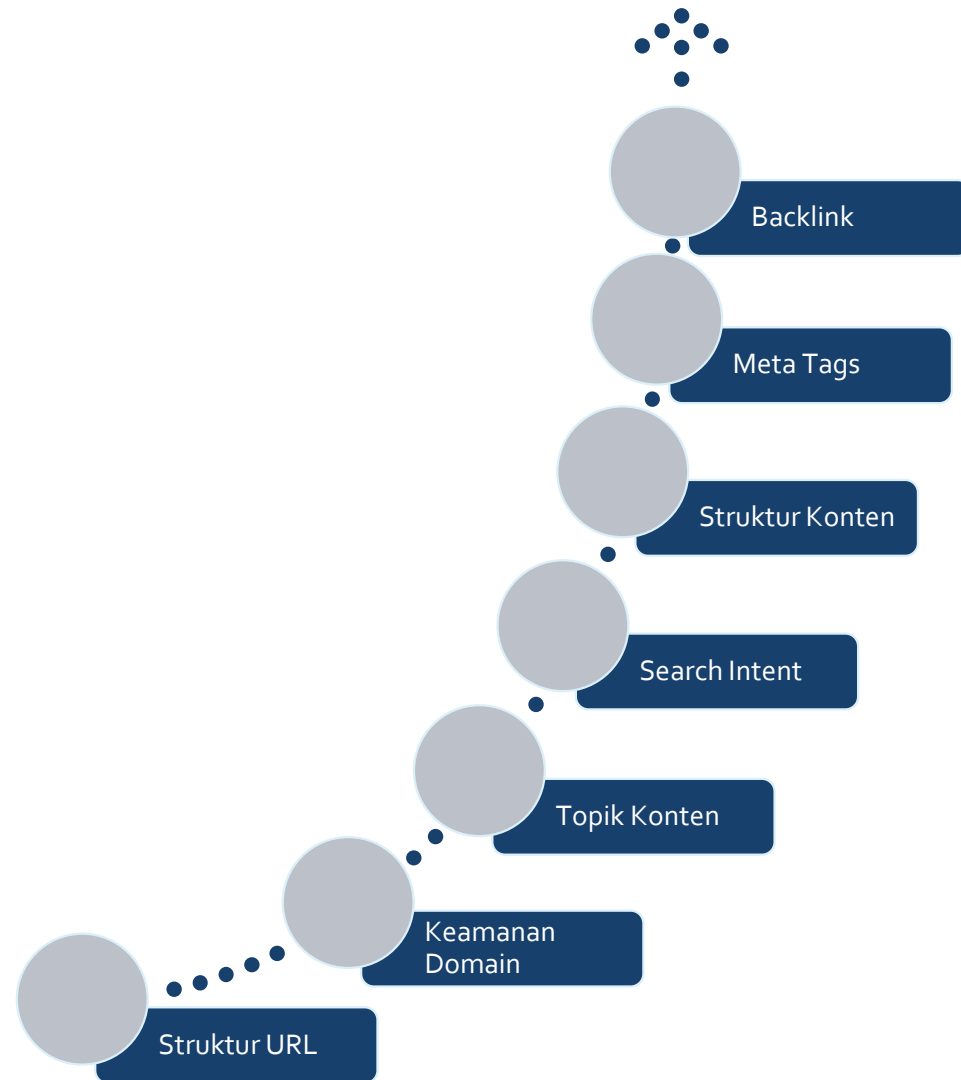 Backlink
Meta Tags
Struktur Konten
Search Intent
Topik Konten
Keamanan
Domain
Struktur URL